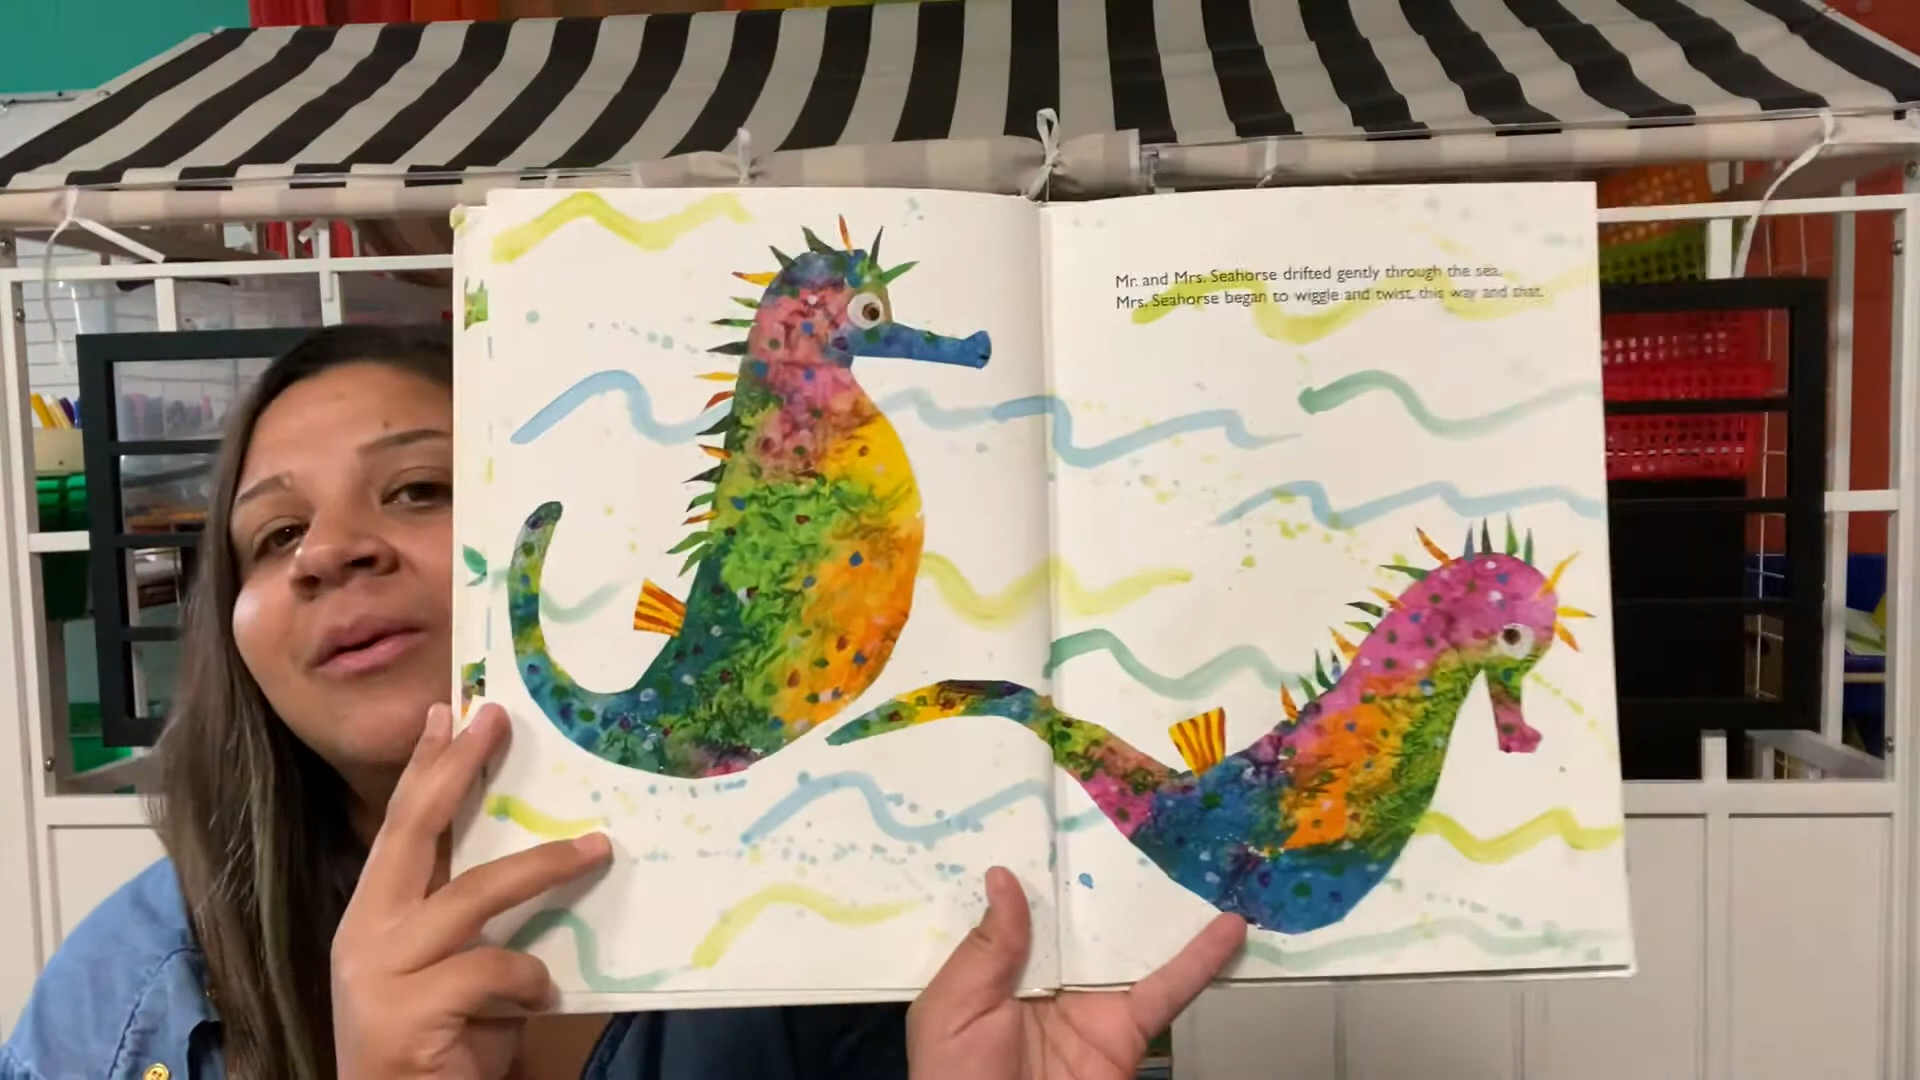 Mr. and Mrs. Seahorse drifted gently through the sea.
Mrs. Seahorse began to wiggle and twist, this way and that.